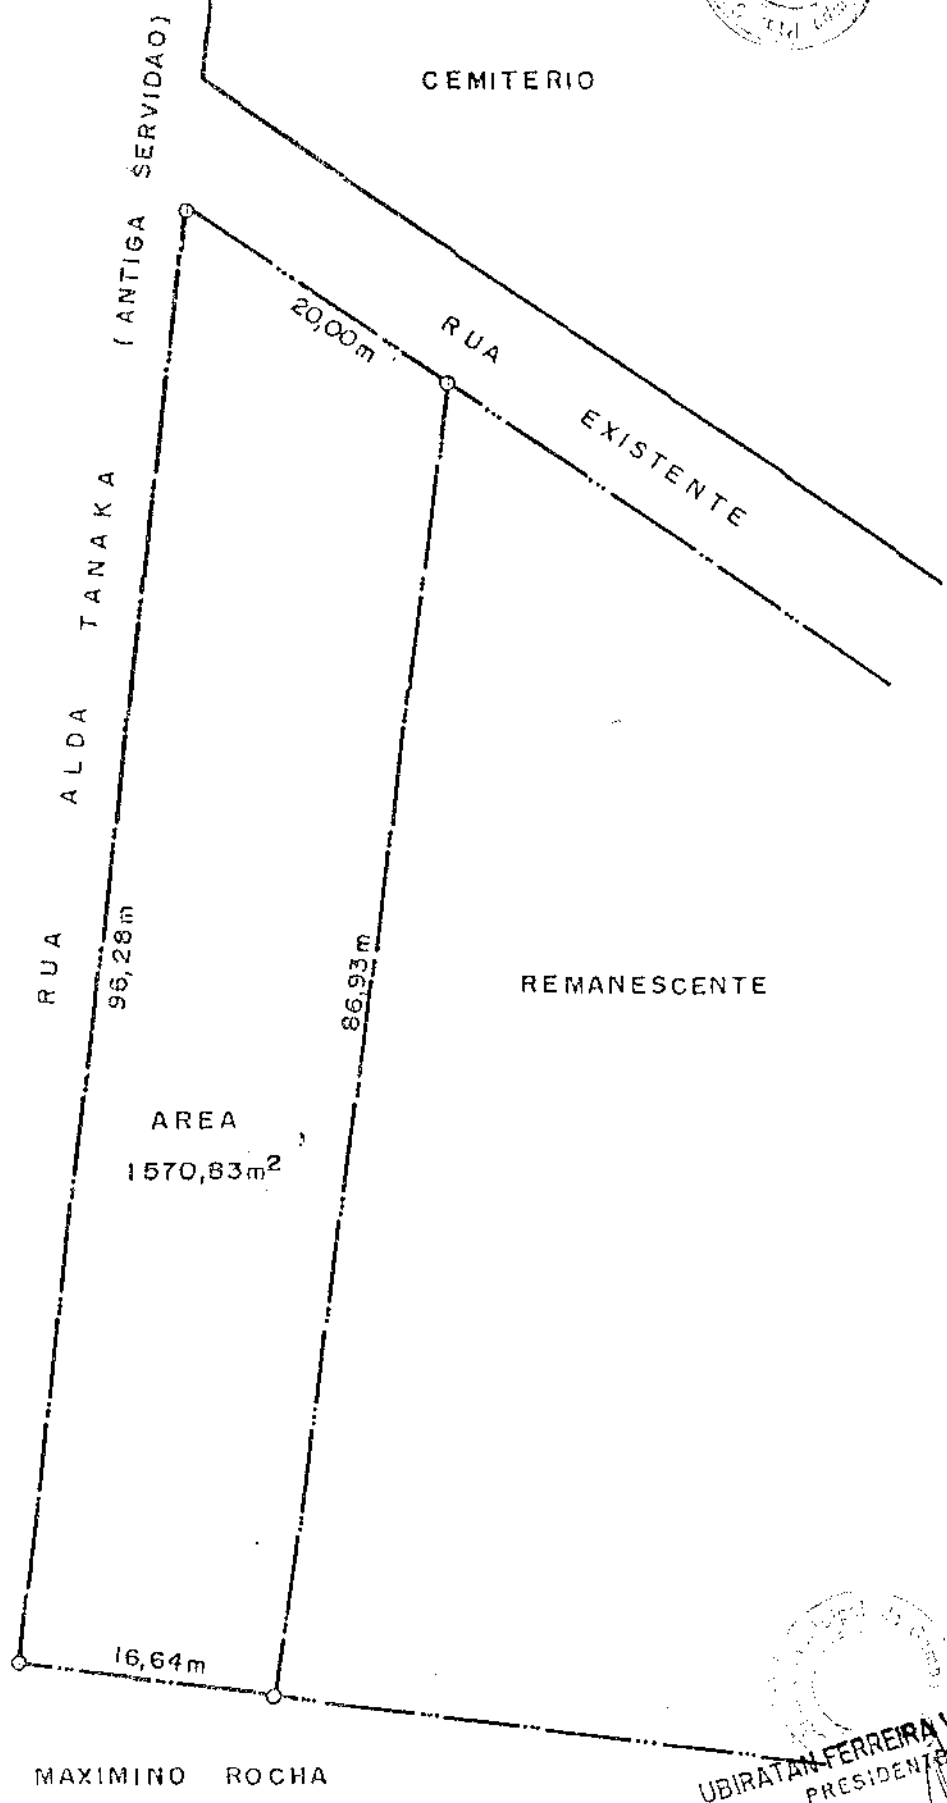 CEMITERIO
RUA ALDA TANAKA (ANTIGA SERVIDAO)
20,00m
RUA EXISTENTE
96,28m
86,93m
REMANESCENTE
AREA
1570,83m²
16,64m
MAXIMINO ROCHA
UBIRATAN FERREIRA
PRESIDENTE